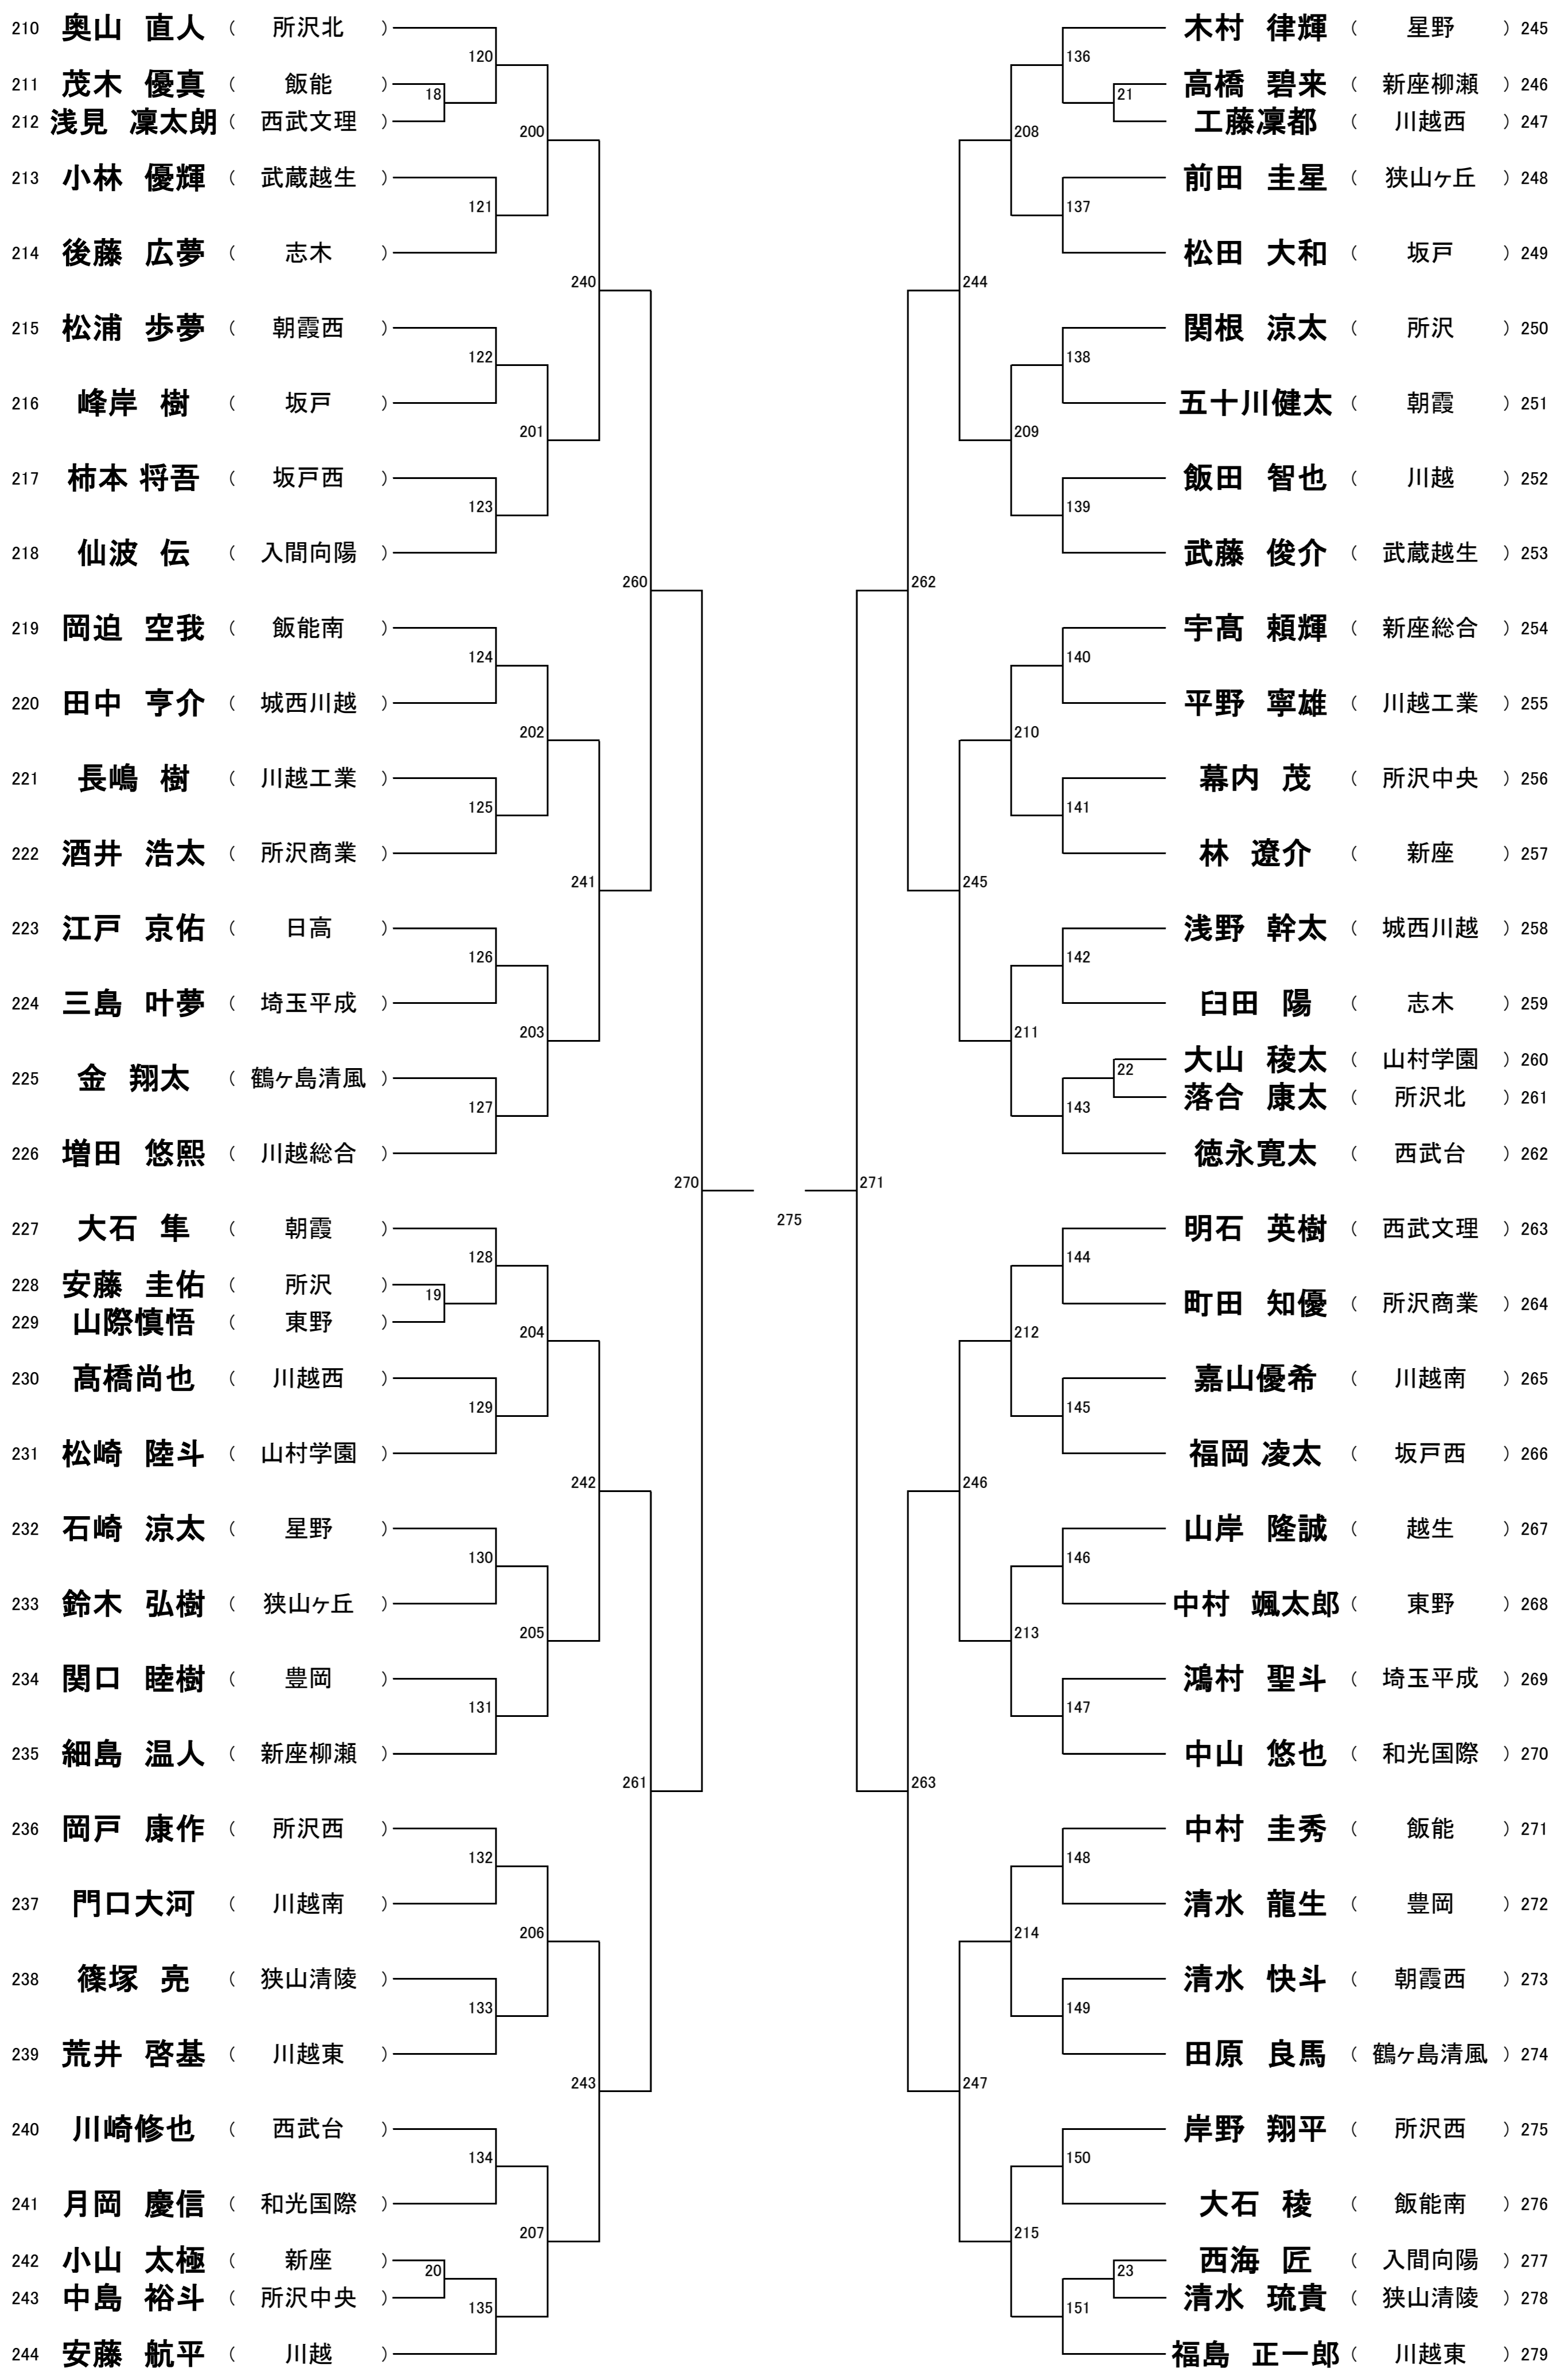 210 奥山 直人 ( 所沢北 )
120
211 茂木 優真 ( 飯能 )
18
212 浅見 凜太朗 ( 西武文理 )
200
213 小林 優輝 ( 武蔵越生 )
121
214 後藤 広夢 ( 志木 )
240
215 松浦 歩夢 ( 朝霞西 )
122
216 峰岸 樹 ( 坂戸 )
201
217 柿本 将吾 ( 坂戸西 )
123
218 仙波 伝 ( 入間向陽 )
260
219 岡迫 空我 ( 飯能南 )
124
220 田中 亨介 ( 城西川越 )
202
221 長嶋 樹 ( 川越工業 )
125
222 酒井 浩太 ( 所沢商業 )
241
223 江戸 京佑 ( 日高 )
126
224 三島 叶夢 ( 埼玉平成 )
203
225 金 翔太 ( 鶴ヶ島清風 )
127
226 増田 悠熙 ( 川越総合 )
270
227 大石 隼 ( 朝霞 )
128
228 安藤 圭佑 ( 所沢 )
19
229 山際慎悟 ( 東野 )
204
230 髙橋尚也 ( 川越西 )
129
231 松崎 陸斗 ( 山村学園 )
242
232 石崎 涼太 ( 星野 )
130
233 鈴木 弘樹 ( 狭山ヶ丘 )
205
234 関口 睦樹 ( 豊岡 )
131
235 細島 温人 ( 新座柳瀬 )
261
236 岡戸 康作 ( 所沢西 )
132
237 門口大河 ( 川越南 )
206
238 篠塚 亮 ( 狭山清陵 )
133
239 荒井 啓基 ( 川越東 )
243
240 川崎修也 ( 西武台 )
134
241 月岡 慶信 ( 和光国際 )
207
242 小山 太極 ( 新座 )
20
243 中島 裕斗 ( 所沢中央 )
135
244 安藤 航平 ( 川越 )
275
木村 律輝 ( 星野 ) 245
136
高橋 碧来 ( 新座柳瀬 ) 246
21
工藤凜都 ( 川越西 ) 247
208
前田 圭星 ( 狭山ヶ丘 ) 248
137
松田 大和 ( 坂戸 ) 249
244
関根 涼太 ( 所沢 ) 250
138
五十川健太 ( 朝霞 ) 251
209
飯田 智也 ( 川越 ) 252
139
武藤 俊介 ( 武蔵越生 ) 253
262
宇髙 頼輝 ( 新座総合 ) 254
140
平野 寧雄 ( 川越工業 ) 255
210
幕内 茂 ( 所沢中央 ) 256
141
林 遼介 ( 新座 ) 257
245
浅野 幹太 ( 城西川越 ) 258
142
臼田 陽 ( 志木 ) 259
211
大山 稜太 ( 山村学園 ) 260
22
落合 康太 ( 所沢北 ) 261
143
徳永寛太 ( 西武台 ) 262
271
明石 英樹 ( 西武文理 ) 263
144
町田 知優 ( 所沢商業 ) 264
212
嘉山優希 ( 川越南 ) 265
145
福岡 凌太 ( 坂戸西 ) 266
246
山岸 隆誠 ( 越生 ) 267
146
中村 颯太郎 ( 東野 ) 268
213
鴻村 聖斗 ( 埼玉平成 ) 269
147
中山 悠也 ( 和光国際 ) 270
263
中村 圭秀 ( 飯能 ) 271
148
清水 龍生 ( 豊岡 ) 272
214
清水 快斗 ( 朝霞西 ) 273
149
田原 良馬 ( 鶴ヶ島清風 ) 274
247
岸野 翔平 ( 所沢西 ) 275
150
大石 稜 ( 飯能南 ) 276
215
西海 匠 ( 入間向陽 ) 277
23
清水 琉貴 ( 狭山清陵 ) 278
151
福島 正一郎 ( 川越東 ) 279